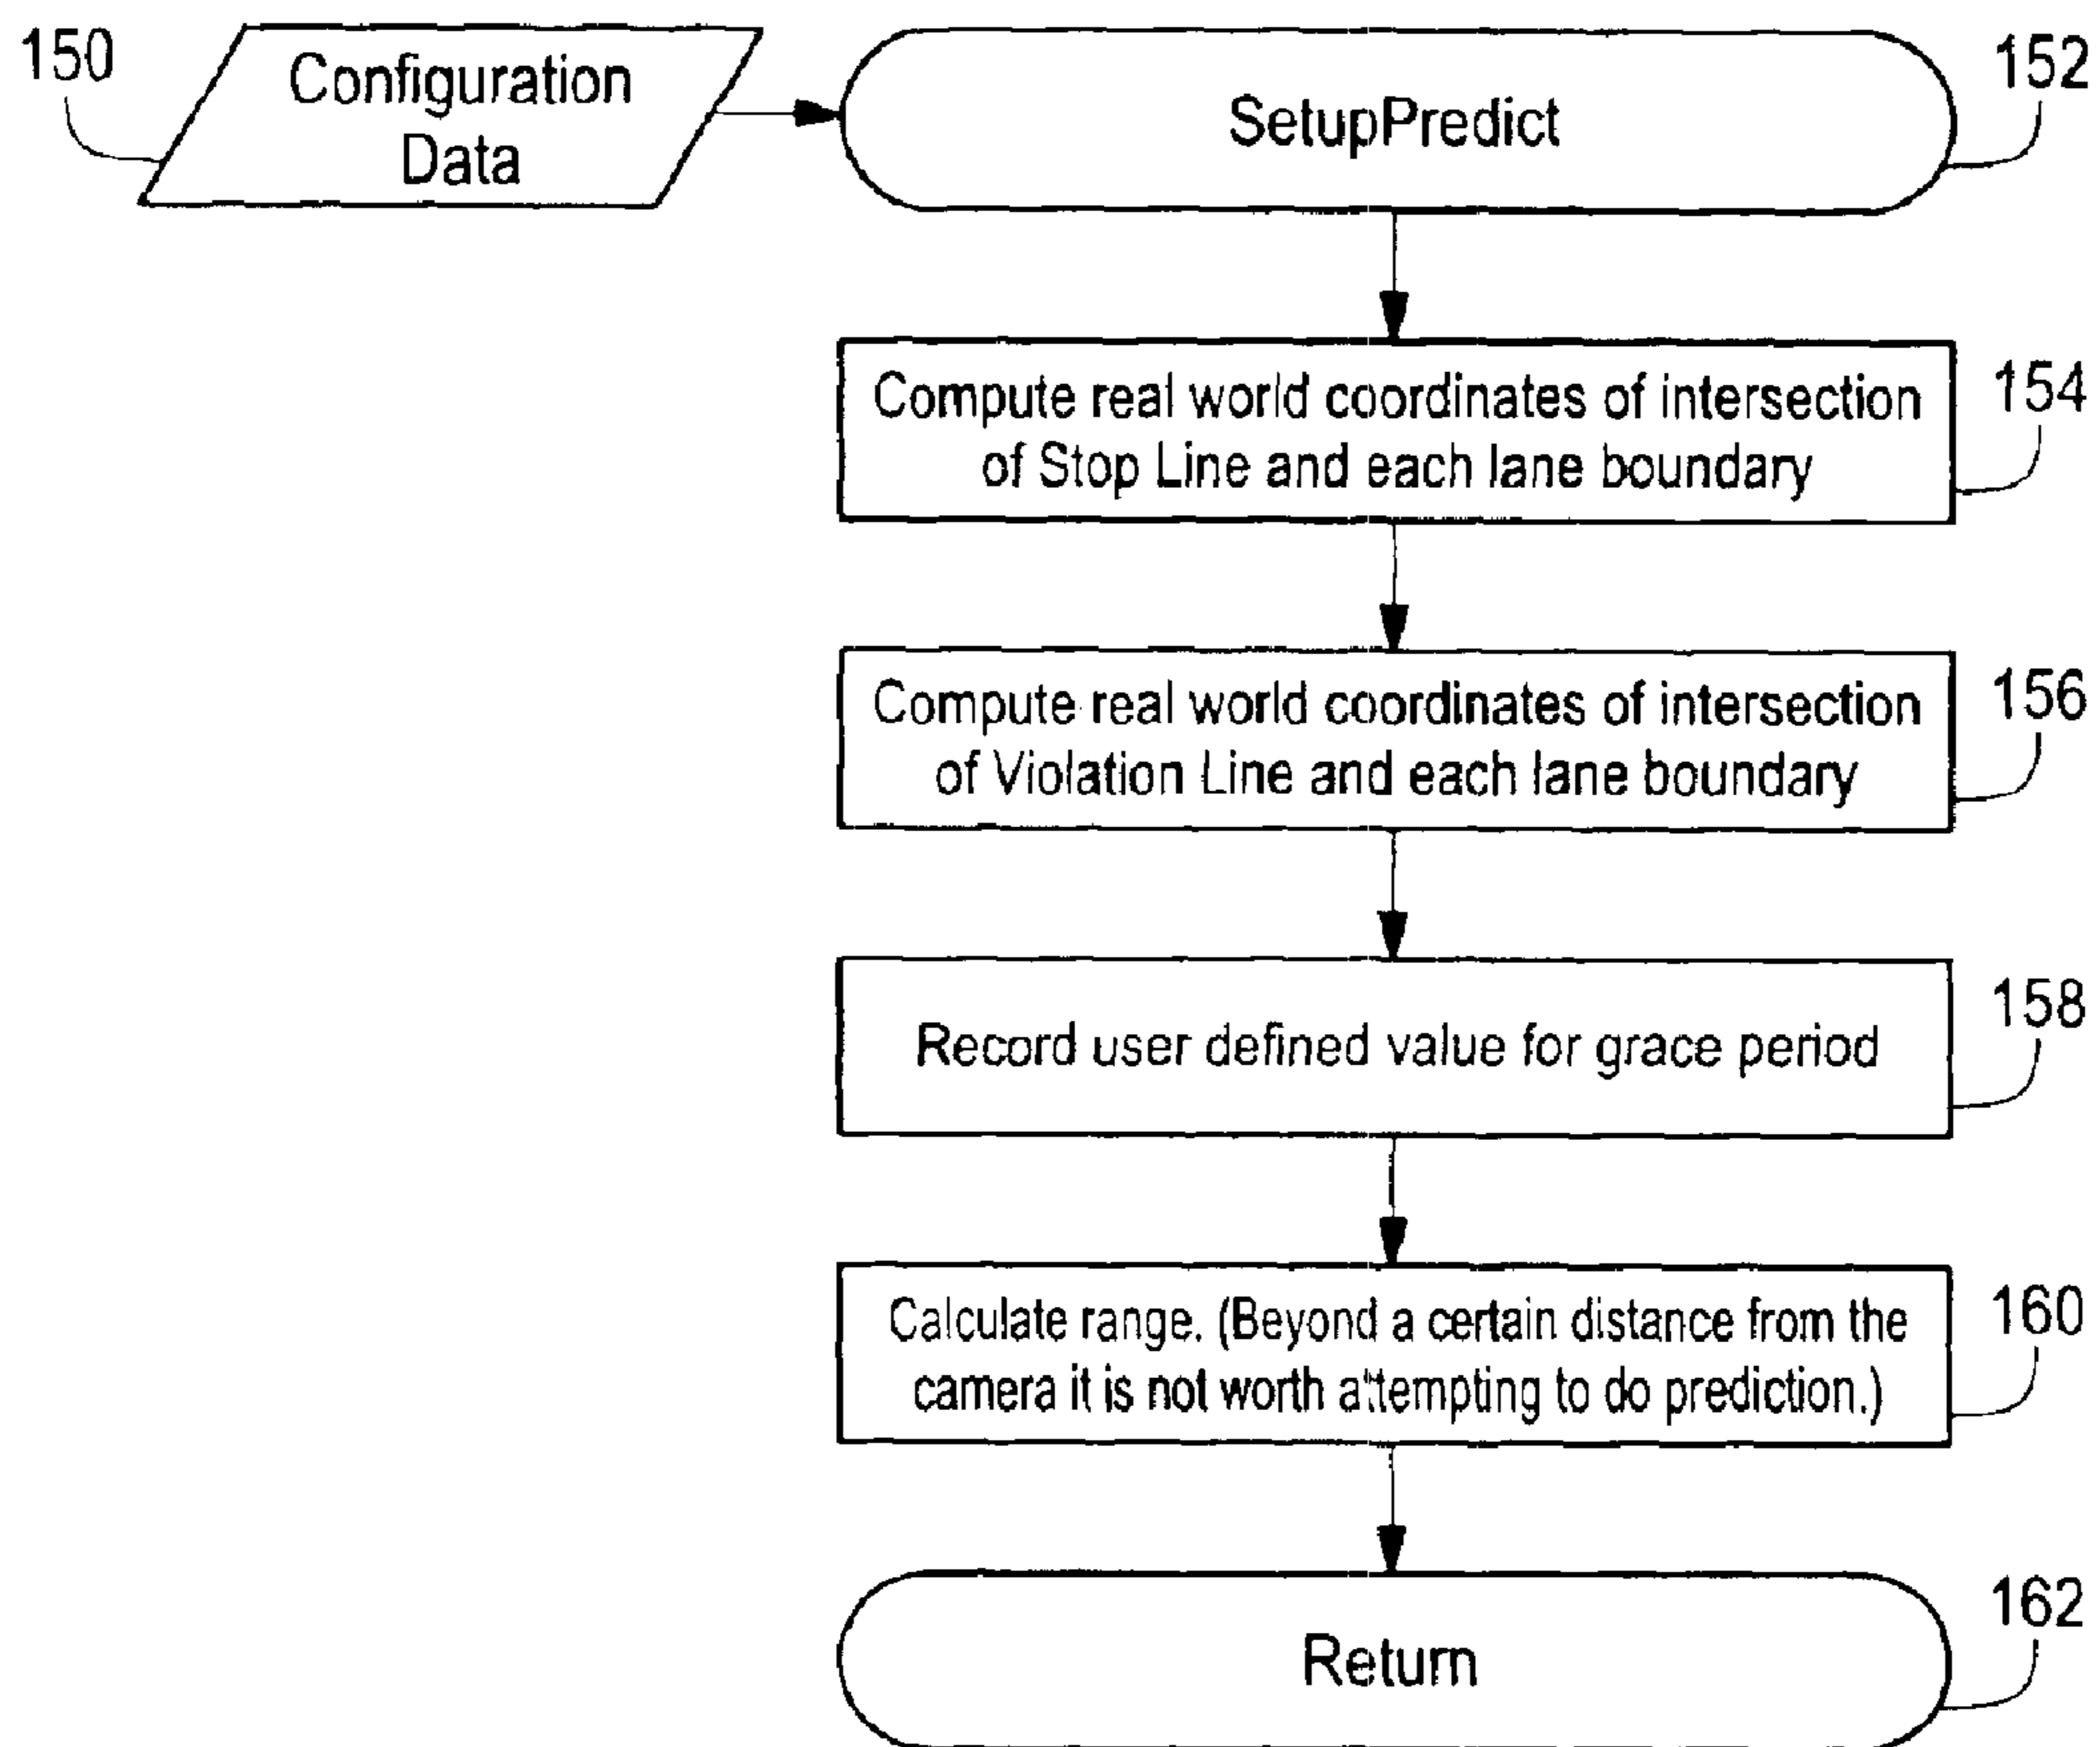 150
Configuration
Data
SetupPredict
152
Compute real world coordinates of intersection
of Stop Line and each lane boundary
154
Compute real world coordinates of intersection
of Violation Line and each lane boundary
156
Record user defined value for grace period
158
Calculate range. (Beyond a certain distance from the
camera it is not worth attempting to do prediction.)
160
Return
162